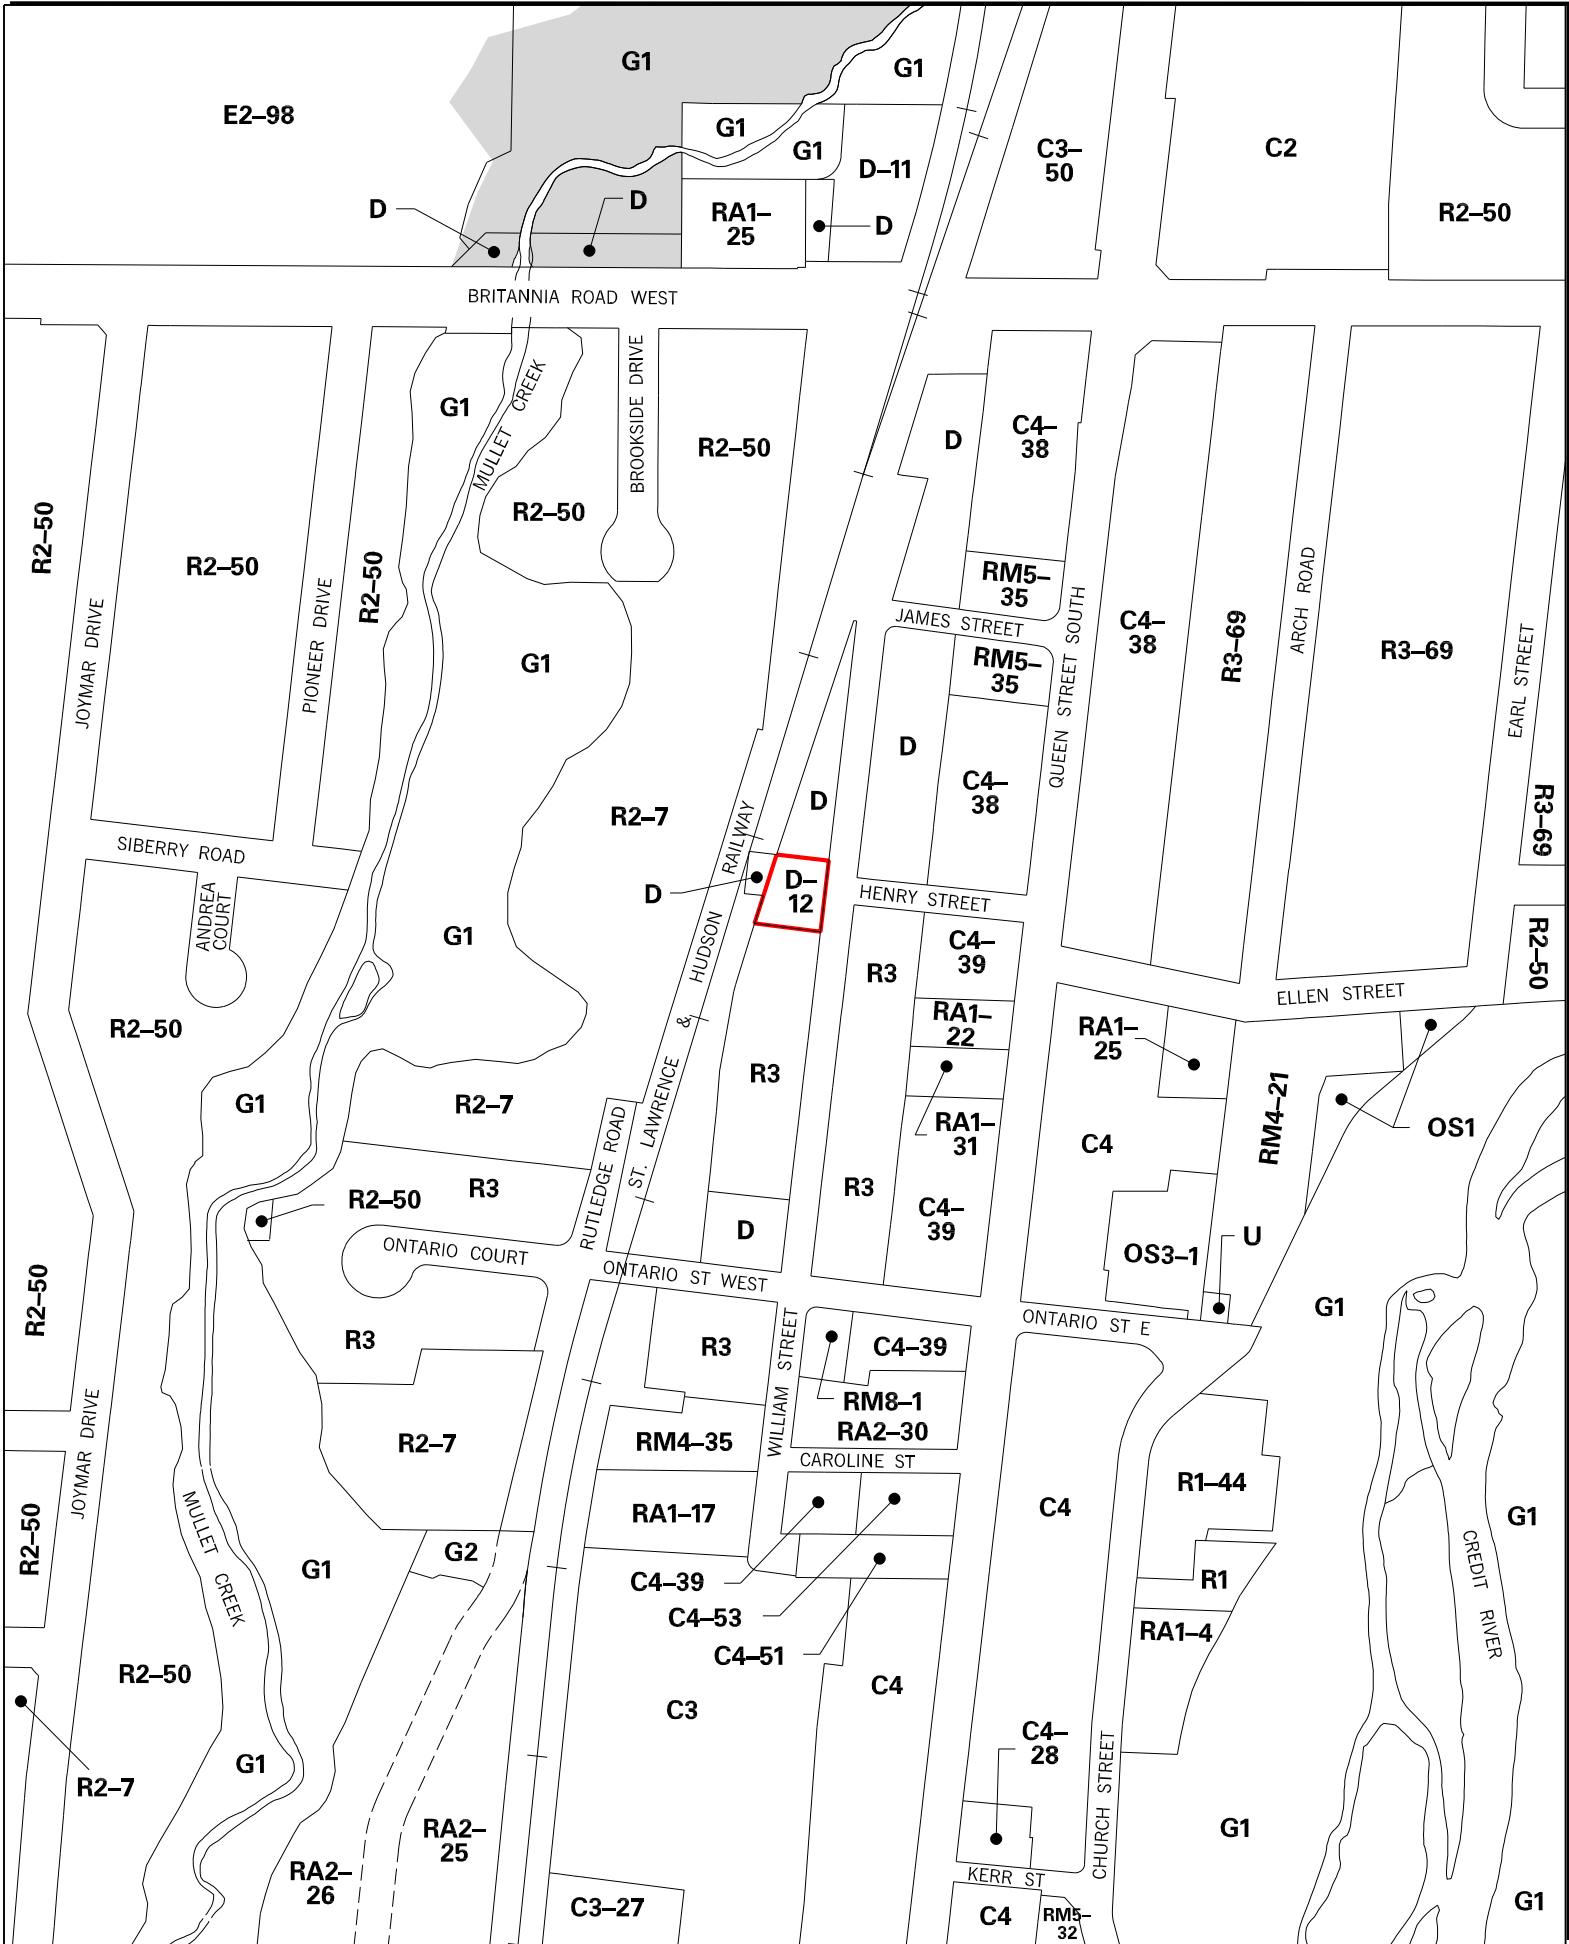 G1
G1
E2–98
G1
G1
D–11
C3–
50
C2
D
D
RA1–
25
D
R2–50
BRITANNIA ROAD WEST
MULLET CREEK
BROOKSIDE DRIVE
G1
R2–50
D
C4–
38
R2–50
R2–50
R2–50
R2–50
RM5–
35
JAMES STREET
JOYMAR DRIVE
PIONEER DRIVE
G1
RM5–
35
QUEEN STREET SOUTH
C4–
38
R3–69
ARCH ROAD
R3–69
EARL STREET
D
C4–
38
D
R2–7
R3–69
SIBERRY ROAD
ANDREA
COURT
D
D–
12
HENRY STREET
ST. LAWRENCE & HUDSON RAILWAY
G1
R3
C4–
39
R2–50
ELLEN STREET
R2–50
RA1–
22
RA1–
25
R3
G1
R2–7
RA1–
31
C4
RM4–21
OS1
R3
R2–50
RUTLEDGE ROAD
R3
C4–
39
D
OS3–1
U
ONTARIO COURT
ONTARIO ST WEST
R2–50
G1
ONTARIO ST E
R3
R3
WILLIAM STREET
C4–39
RM8–1
RA2–30
JOYMAR DRIVE
R2–7
RM4–35
CAROLINE ST
R2–50
MULLET CREEK
RA1–17
C4
R1–44
G1
CREDIT RIVER
G1
G2
C4–39
C4–53
C4–51
R1
RA1–4
R2–50
C3
C4
G1
R2–7
C4–
28
CHURCH STREET
RA2–
25
RA2–
26
G1
KERR ST
C3–27
C4
RM5–
32
G1